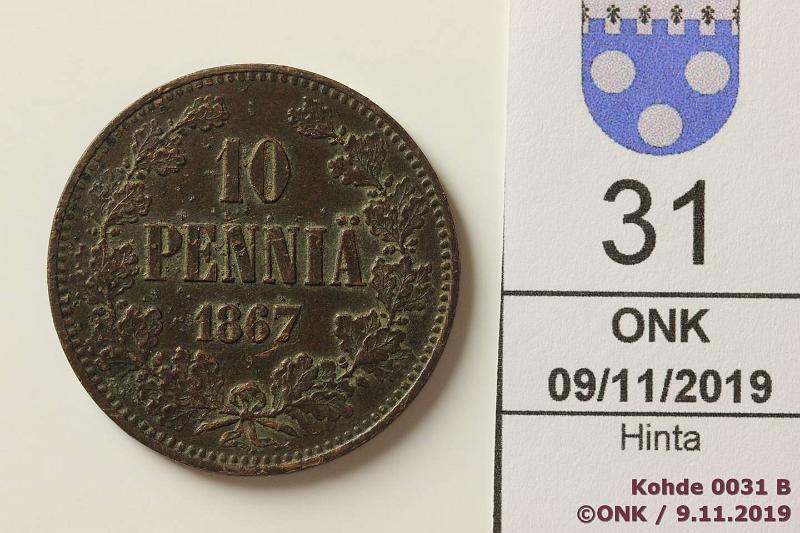 10
PENNIÄ
1867
31
ONK
09/11/2019
Hinta
Kohde 0031 B
©ONK / 9.11.2019